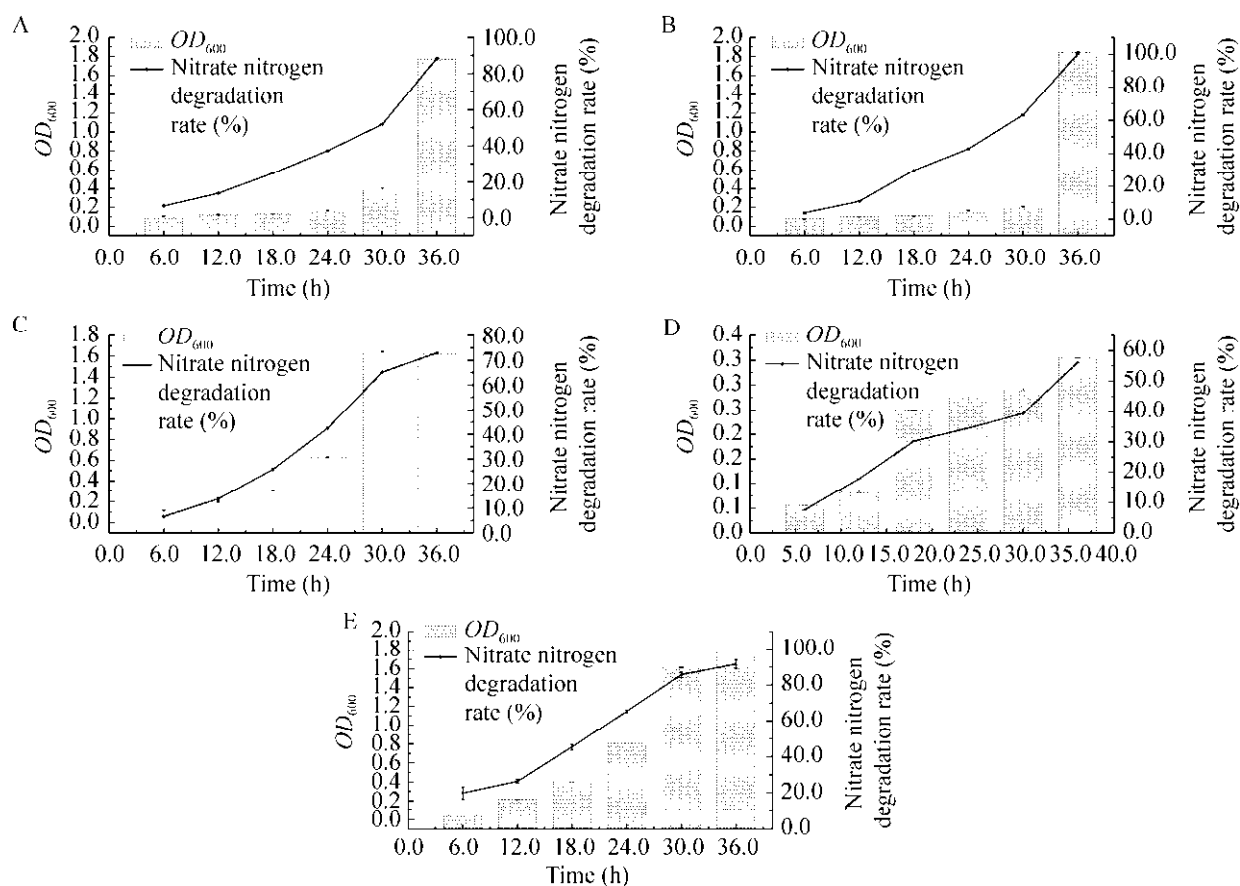 A
OD600
Nitrate nitrogen
degradation
rate (%)
2.0
1.8
1.6
1.4
1.2
1.0
0.8
0.6
0.4
0.2
0.0
OD600
100.0
80.0
60.0
40.0
20.0
0.0
Nitrate nitrogen
degradation rate (%)
0.0 6.0 12.0 18.0 24.0 30.0 36.0
Time (h)
B
OD600
Nitrate nitrogen
degradation
rate (%)
2.0
1.8
1.6
1.4
1.2
1.0
0.8
0.6
0.4
0.2
0.0
OD600
100.0
80.0
60.0
40.0
20.0
0.0
Nitrate nitrogen
degradation rate (%)
0.0 6.0 12.0 18.0 24.0 30.0 36.0
Time (h)
C
OD600
Nitrate nitrogen
degradation
rate (%)
1.8
1.6
1.4
1.2
1.0
0.8
0.6
0.4
0.2
0.0
OD600
80.0
70.0
60.0
50.0
40.0
30.0
20.0
10.0
0.0
Nitrate nitrogen
degradation rate (%)
0.0 6.0 12.0 18.0 24.0 30.0 36.0
Time (h)
D
OD600
Nitrate nitrogen
degradation
rate (%)
0.4
0.3
0.3
0.3
0.2
0.1
0.1
0.0
OD600
60.0
50.0
40.0
30.0
20.0
10.0
0.0
Nitrate nitrogen
degradation rate (%)
0.0 5.0 10.0 15.0 20.0 25.0 30.0 35.0 40.0
Time (h)
E
OD600
Nitrate nitrogen
degradation
rate (%)
2.0
1.8
1.6
1.4
1.2
1.0
0.8
0.6
0.4
0.2
0.0
OD600
100.0
80.0
60.0
40.0
20.0
0.0
Nitrate nitrogen
degradation rate (%)
0.0 6.0 12.0 18.0 24.0 30.0 36.0
Time (h)